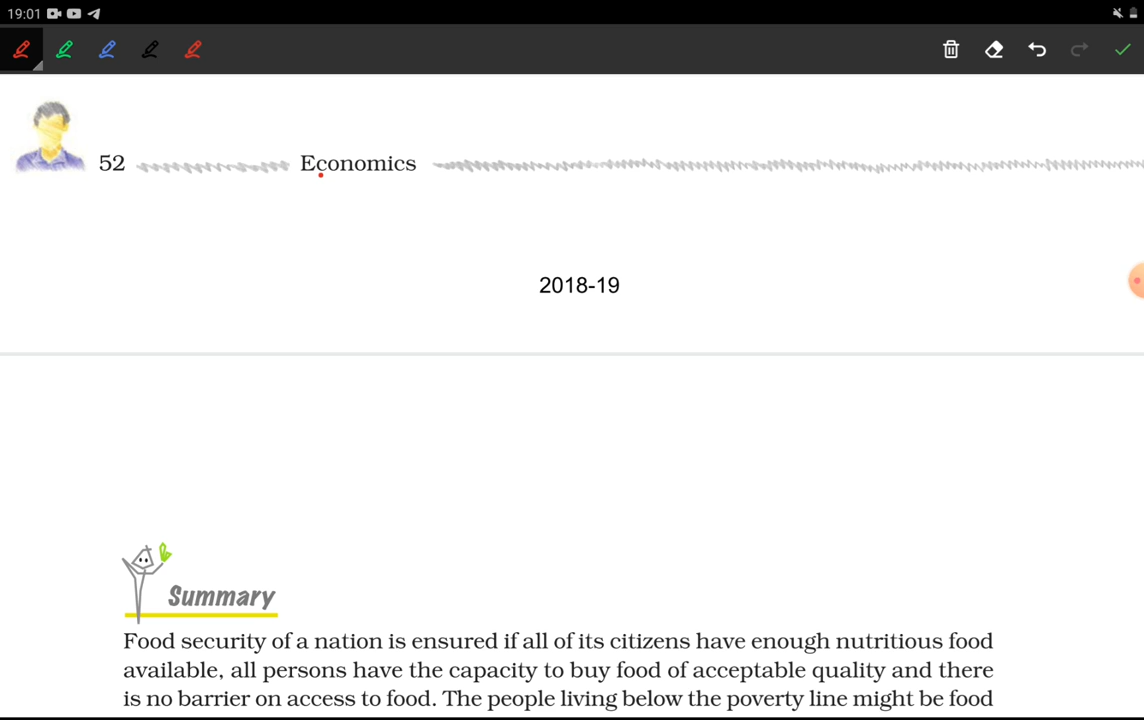 19:01
52 Economics
2018-19
Summary
Food security of a nation is ensured if all of its citizens have enough nutritious food
available, all persons have the capacity to buy food of acceptable quality and there
is no barrier on access to food. The people living below the poverty line might be food